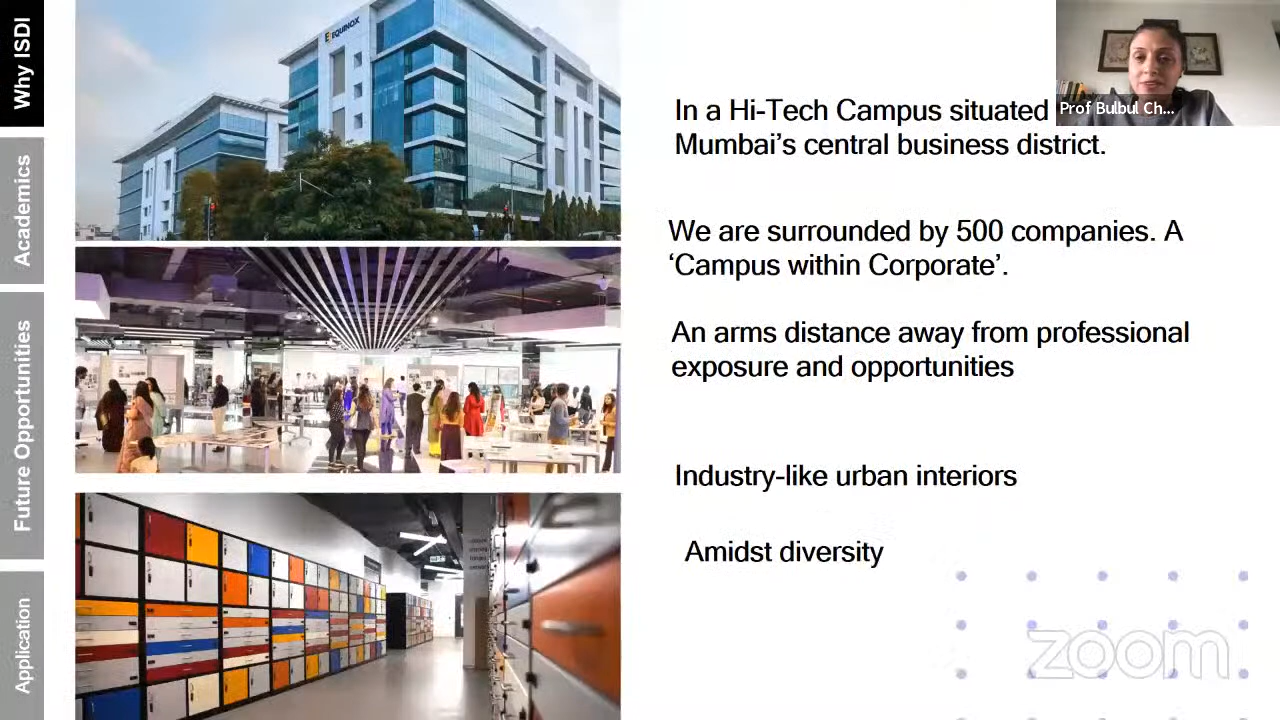 Why ISDI
Academics
Future Opportunities
Application
EQUINOX
In a Hi-Tech Campus situated
Mumbai’s central business district.
We are surrounded by 500 companies. A
‘Campus within Corporate’.
An arms distance away from professional
exposure and opportunities
Industry-like urban interiors
Amidst diversity
Prof Bulbul Ch...
zoom